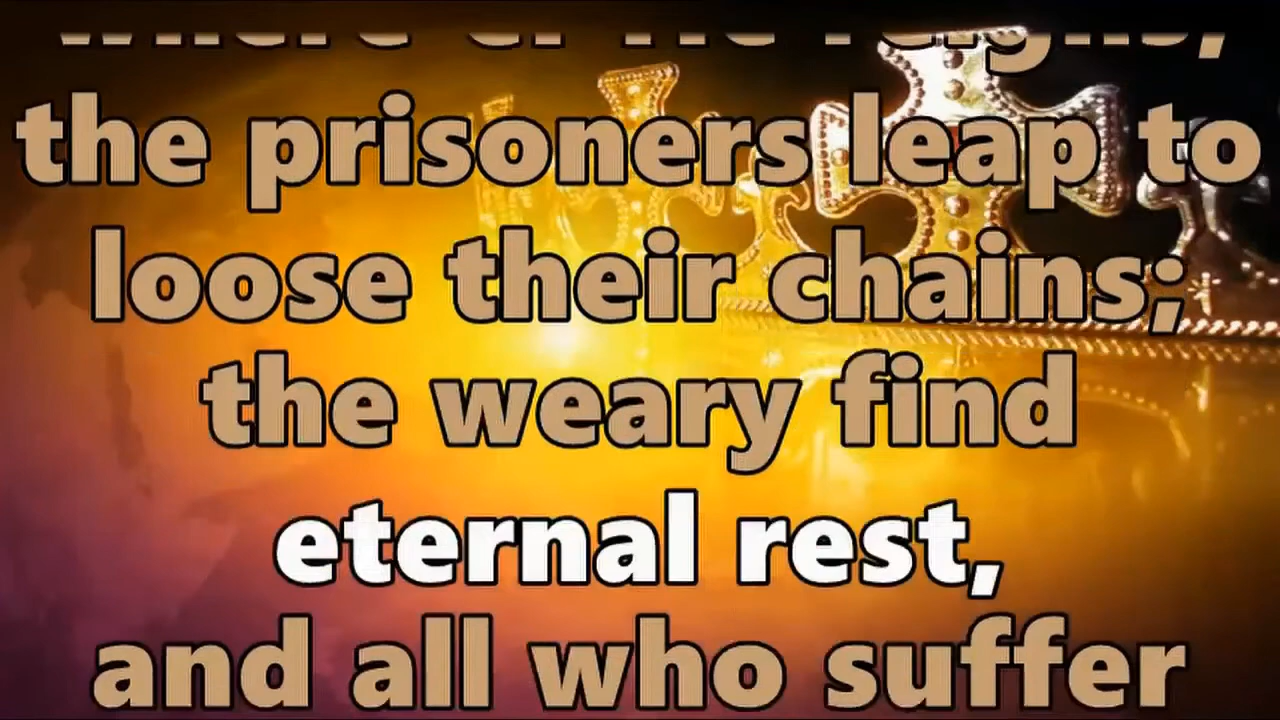 the prisoners leap to
loose their chains;
the weary find
eternal rest,
and all who suffer